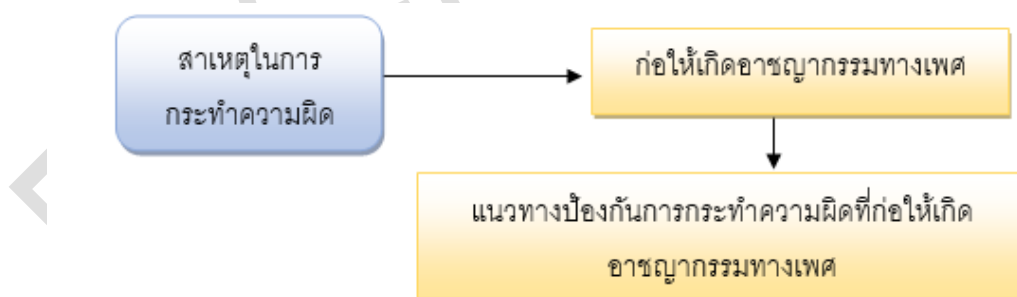 สาเหตุในการ
กระทำความผิด
ก่อให้เกิดอาชญากรรมทางเพศ
แนวทางป้องกันการกระทำความผิดที่ก่อให้เกิด
อาชญากรรมทางเพศ